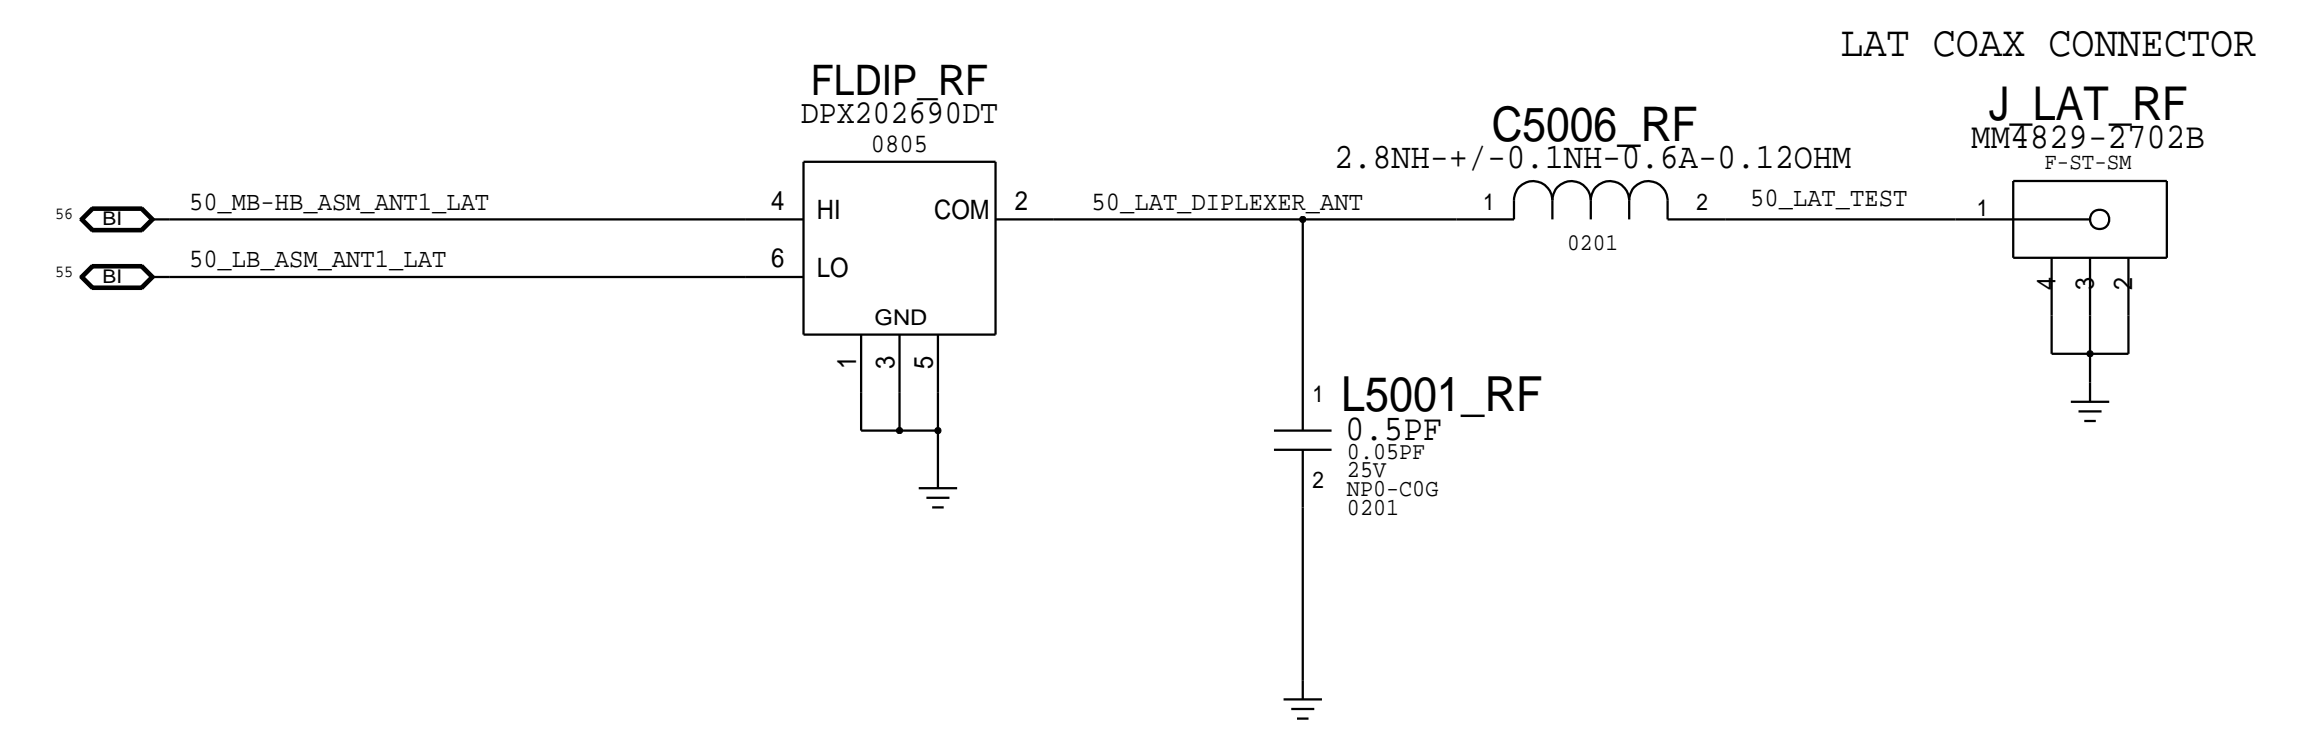 LAT COAX CONNECTOR
FLDIP_RF
DPX202690DT
0805
C5006_RF
2.8NH-+/-0.1NH-0.6A-0.12OHM
J_LAT_RF
MM4829-2702B
F-ST-SM
56 BI 50_MB-HB_ASM_ANT1_LAT 4 HI COM 2 50_LAT_DIPLEXER_ANT 1 2 50_LAT_TEST 1
0201
55 BI 50_LB_ASM_ANT1_LAT 6 LO
4 3 2
GND
1 3 5
1 L5001_RF
0.5PF
0.05PF
25V
2 NP0-C0G
0201